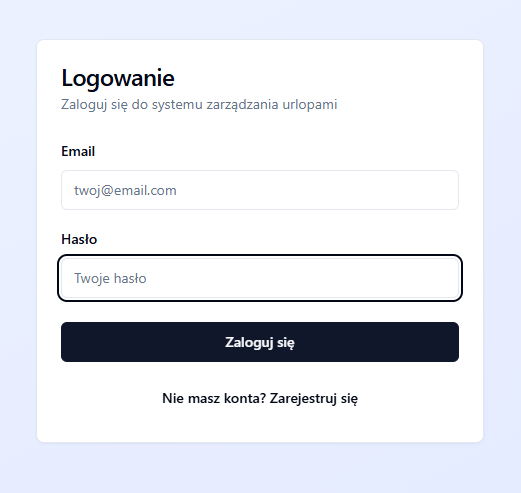 Logowanie
Zaloguj się do systemu zarządzania urlopami
Email
twoj@email.com
Hasło
Twoje hasło
Zaloguj się
Nie masz konta? Zarejestruj się